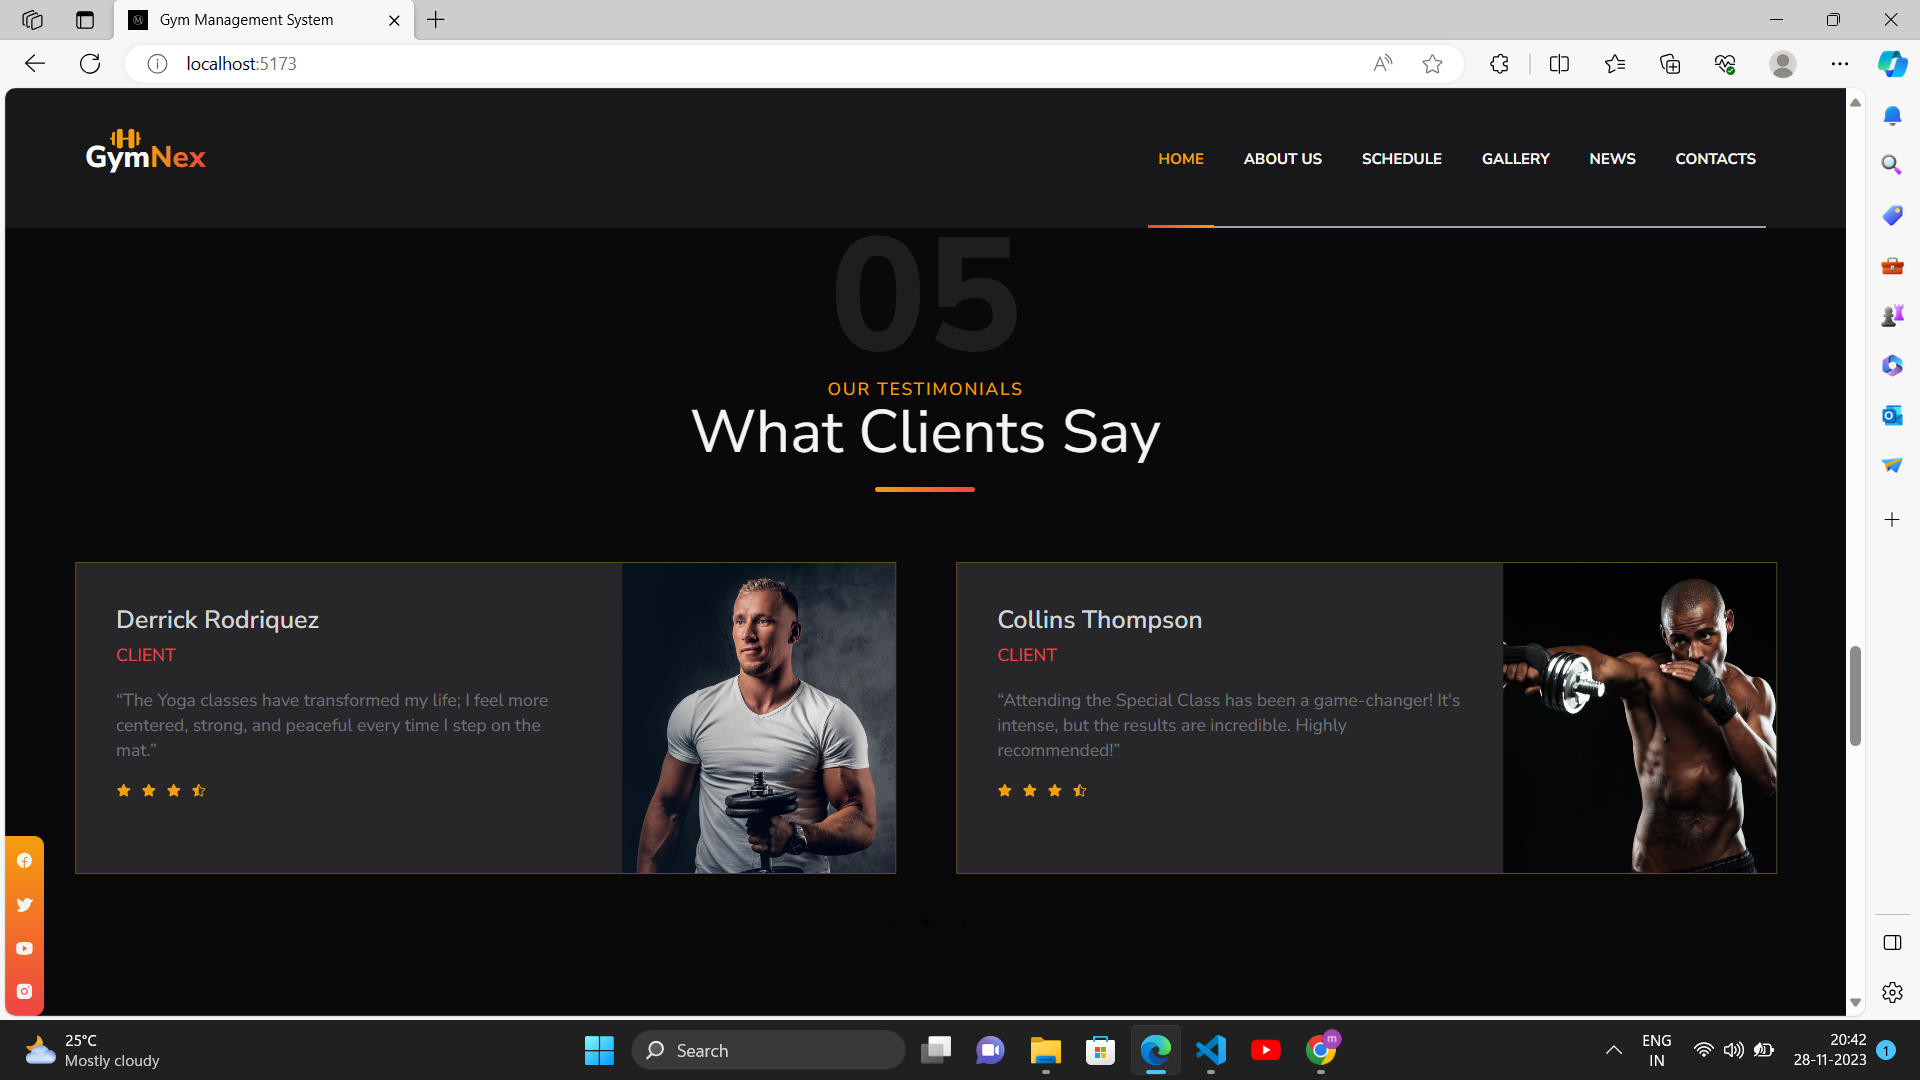 Gym Management System
localhost:5173
GymNex
HOME
ABOUT US
SCHEDULE
GALLERY
NEWS
CONTACTS
05
OUR TESTIMONIALS
What Clients Say
Derrick Rodriquez
CLIENT
“The Yoga classes have transformed my life; I feel more
centered, strong, and peaceful every time I step on the
mat.”
Collins Thompson
CLIENT
“Attending the Special Class has been a game-changer! It's
intense, but the results are incredible. Highly
recommended!”
25°C
Mostly cloudy
Search
m
ENG
IN
20:42
28-11-2023
1